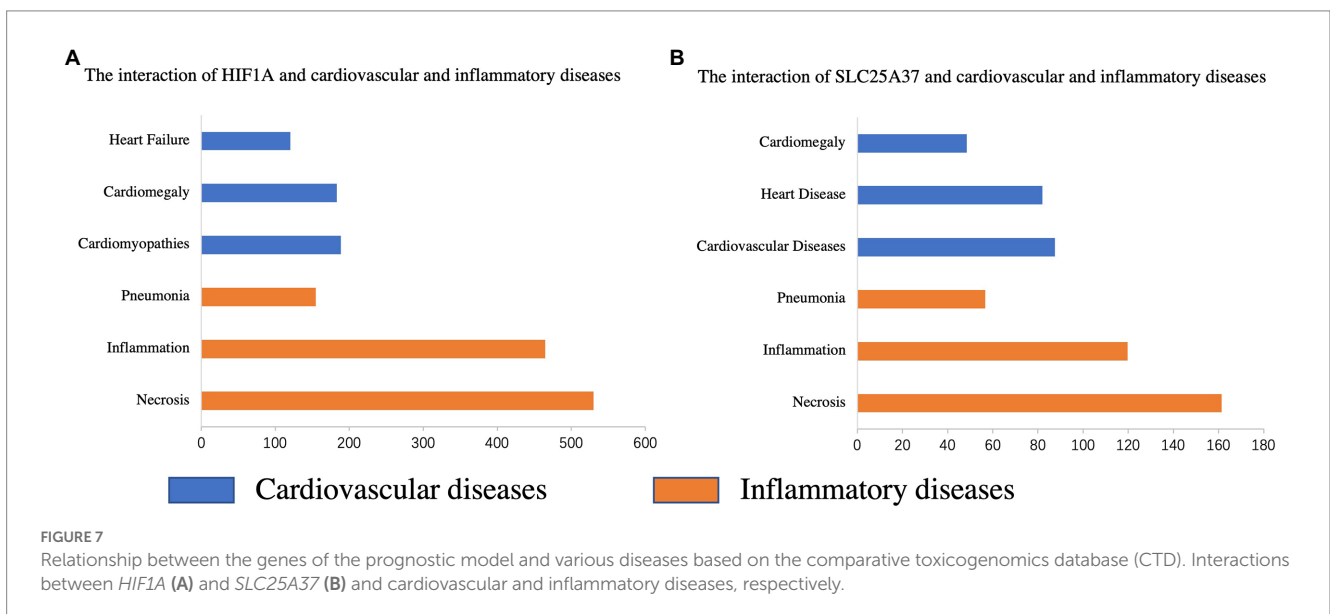 A
The interaction of HIF1A and cardiovascular and inflammatory diseases
Heart Failure
Cardiomegaly
Cardiomyopathies
Pneumonia
Inflammation
Necrosis
0 100 200 300 400 500 600
B
The interaction of SLC25A37 and cardiovascular and inflammatory diseases
Cardiomegaly
Heart Disease
Cardiovascular Diseases
Pneumonia
Inflammation
Necrosis
0 20 40 60 80 100 120 140 160 180
Cardiovascular diseases
Inflammatory diseases
FIGURE 7
Relationship between the genes of the prognostic model and various diseases based on the comparative toxicogenomics database (CTD). Interactions
between HIF1A (A) and SLC25A37 (B) and cardiovascular and inflammatory diseases, respectively.